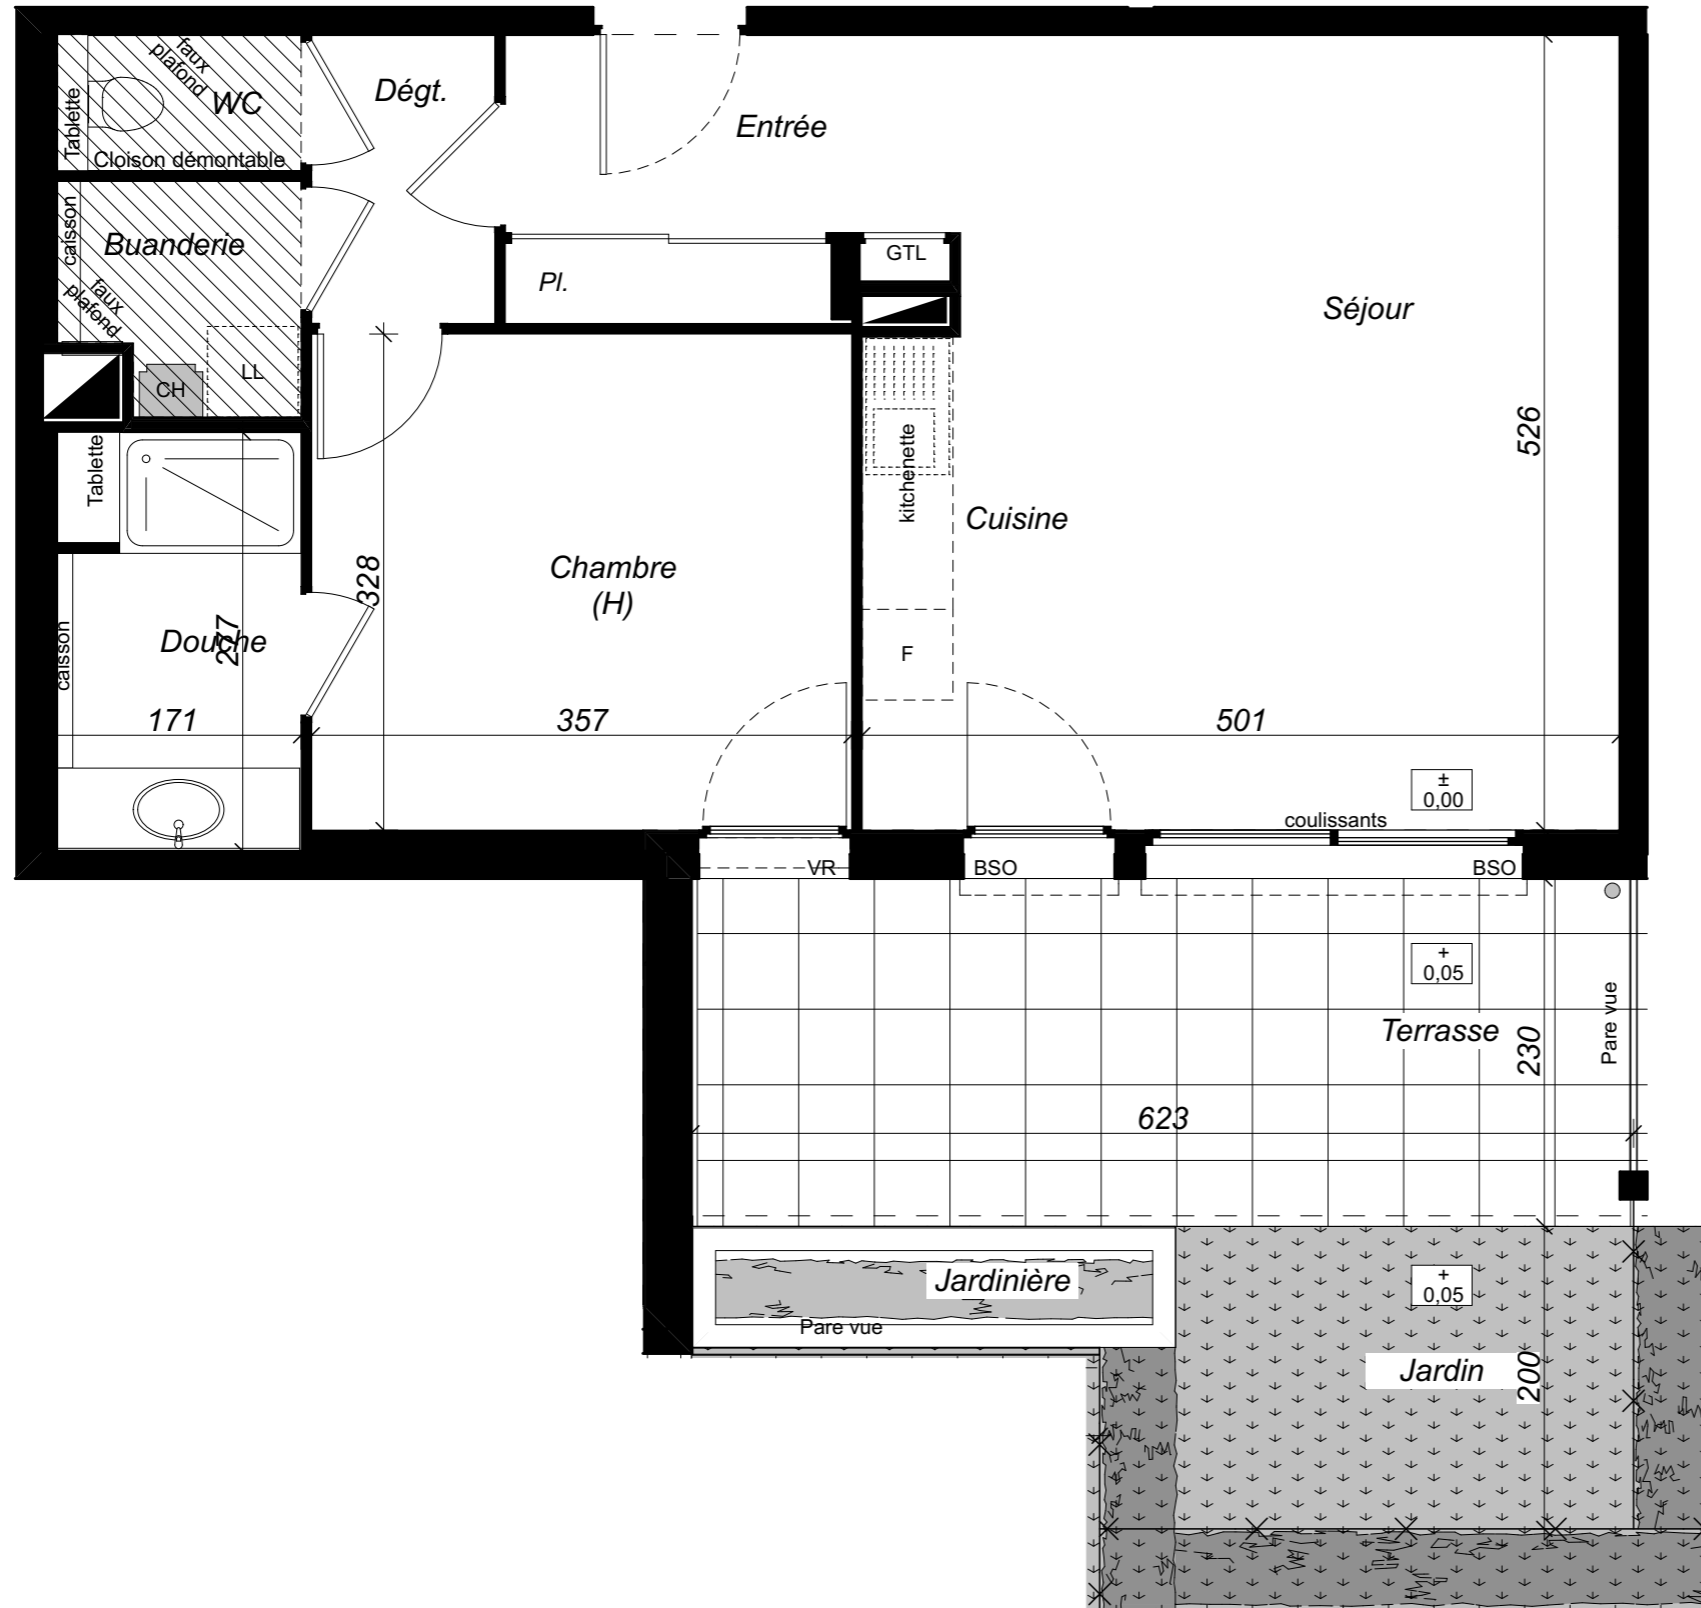 faux
plafond
WC
Tablette
Cloison démontable
Dégt.
Entrée
caisson
Buanderie
faux
plafond
Pl.
GTL
Séjour
CH
LL
Tablette
kitchenette
526
Cuisine
Chambre
(H)
328
Douche
277
caisson
F
171
357
501
±
0,00
coulissants
VR
BSO
BSO
+
0,05
Terrasse
230
Pare vue
623
Jardinière
Pare vue
+
0,05
Jardin
200